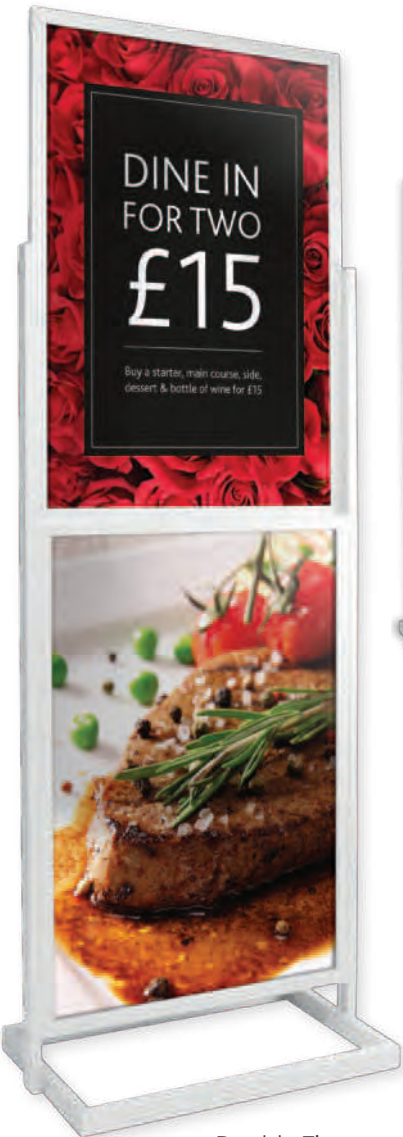 DINE IN
FOR TWO
£15
Buy a starter, main course, side,
dessert & bottle of wine for £15